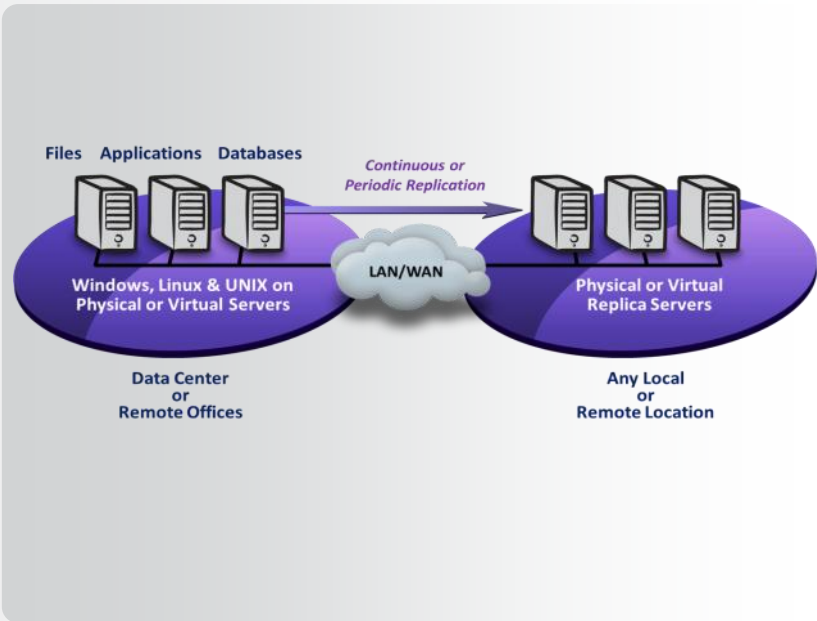 Files Applications Databases
Continuous or
Periodic Replication
LAN/WAN
Windows, Linux & UNIX on
Physical or Virtual Servers
Physical or Virtual
Replica Servers
Data Center
or
Remote Offices
Any Local
or
Remote Location